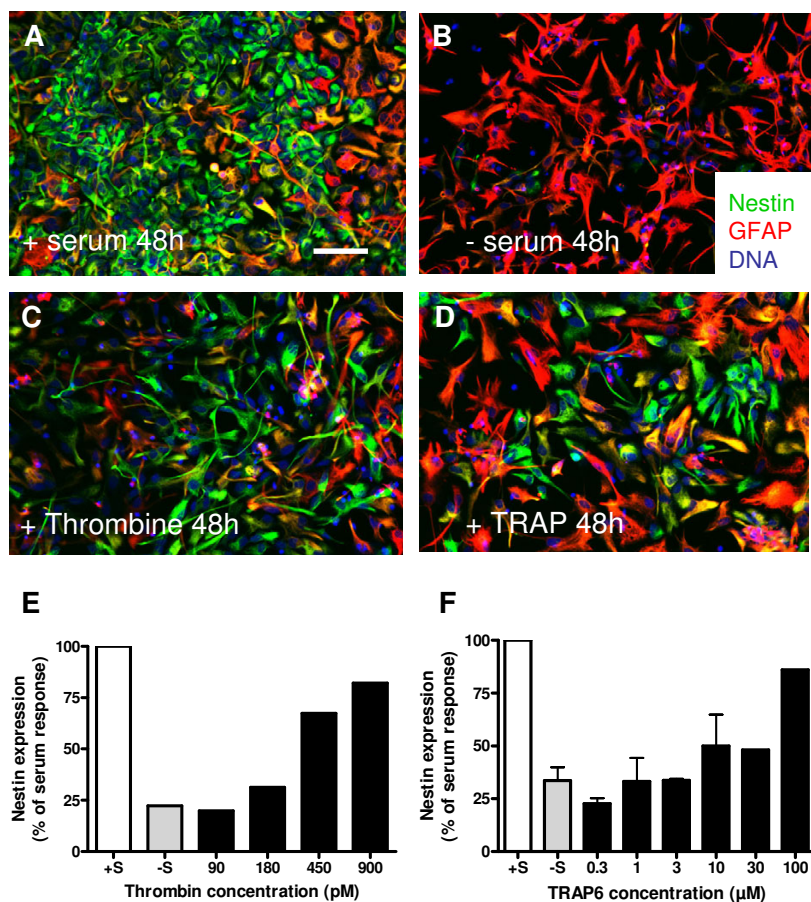 A
+ serum 48h
B
- serum 48h
Nestin
GFAP
DNA
C
+ Thrombine 48h
D
+ TRAP 48h
E
Nestin expression
(% of serum response)
100
75
50
25
0
+S -S 90 180 450 900
Thrombin concentration (pM)
F
Nestin expression
(% of serum response)
100
75
50
25
0
+S -S 0.3 1 3 10 30 100
TRAP6 concentration (µM)